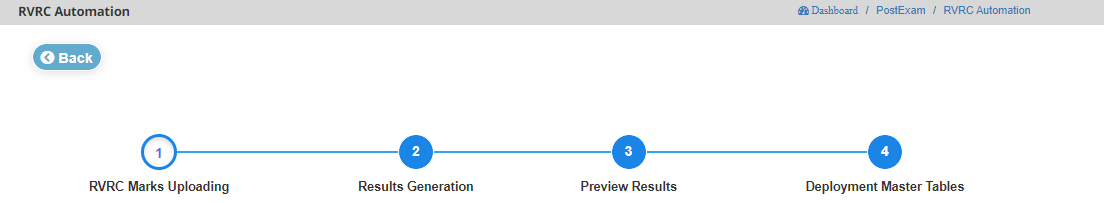 RVRC Automation
Dashboard / PostExam / RVRC Automation
Back
1
2
3
4
RVRC Marks Uploading
Results Generation
Preview Results
Deployment Master Tables